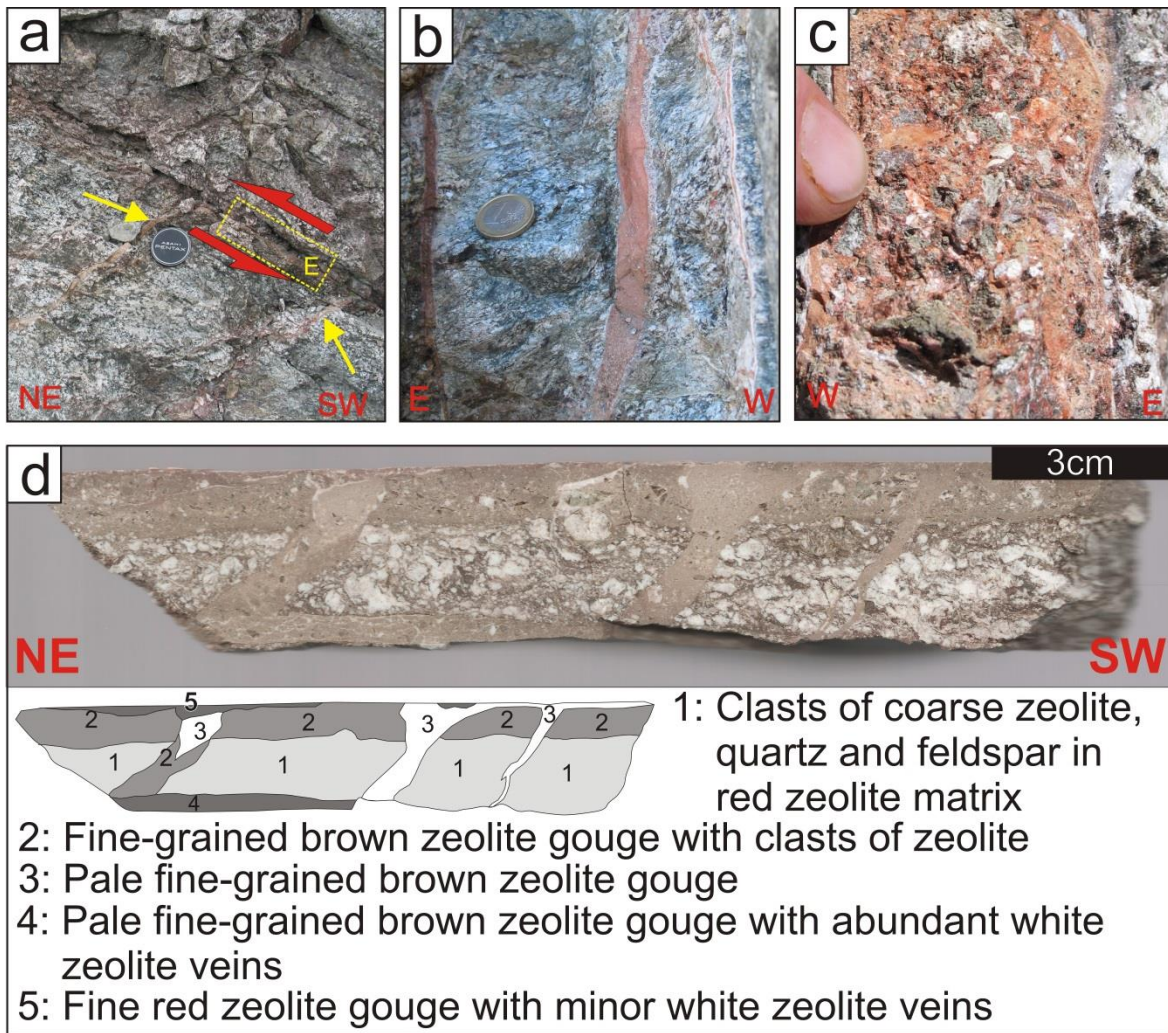 a
b
c
E
ASAHI
PENTAX
NE
SW
E
W
W
E
d
3cm
NE
SW
5
2
3
2
3
2
3
2
1
2
1
1
1
4
1: Clasts of coarse zeolite,
quartz and feldspar in
red zeolite matrix
2: Fine-grained brown zeolite gouge with clasts of zeolite
3: Pale fine-grained brown zeolite gouge
4: Pale fine-grained brown zeolite gouge with abundant white
zeolite veins
5: Fine red zeolite gouge with minor white zeolite veins